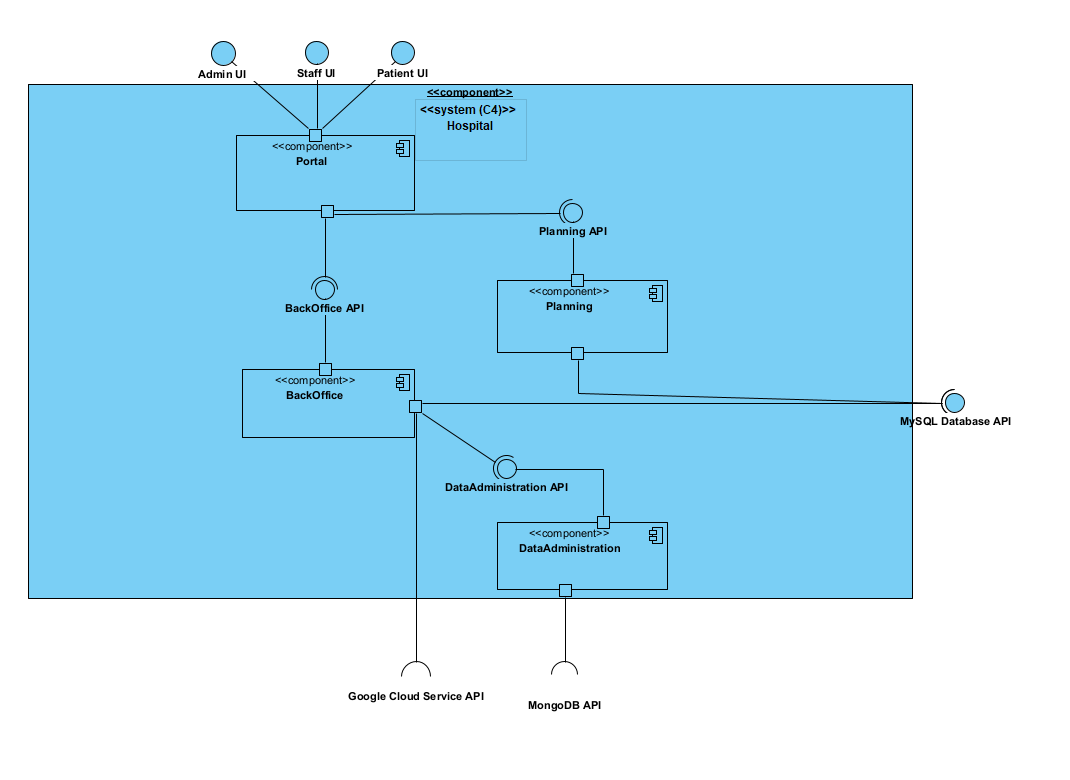 Admin UI
Staff UI
Patient UI
<<component>>
<<system (C4)>>
Hospital
<<component>>
Portal
Planning API
<<component>>
Planning
BackOffice API
<<component>>
BackOffice
MySQL Database API
DataAdministration API
<<component>>
DataAdministration
Google Cloud Service API
MongoDB API